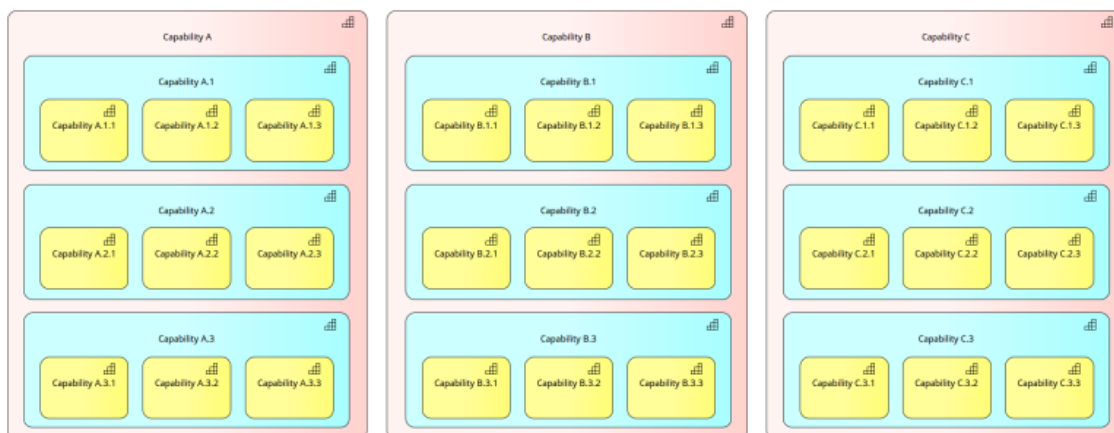 Capability A
Capability A.1
Capability A.1.1
Capability A.1.2
Capability A.1.3
Capability A.2
Capability A.2.1
Capability A.2.2
Capability A.2.3
Capability A.3
Capability A.3.1
Capability A.3.2
Capability A.3.3
Capability B
Capability B.1
Capability B.1.1
Capability B.1.2
Capability B.1.3
Capability B.2
Capability B.2.1
Capability B.2.2
Capability B.2.3
Capability B.3
Capability B.3.1
Capability B.3.2
Capability B.3.3
Capability C
Capability C.1
Capability C.1.1
Capability C.1.2
Capability C.1.3
Capability C.2
Capability C.2.1
Capability C.2.2
Capability C.2.3
Capability C.3
Capability C.3.1
Capability C.3.2
Capability C.3.3